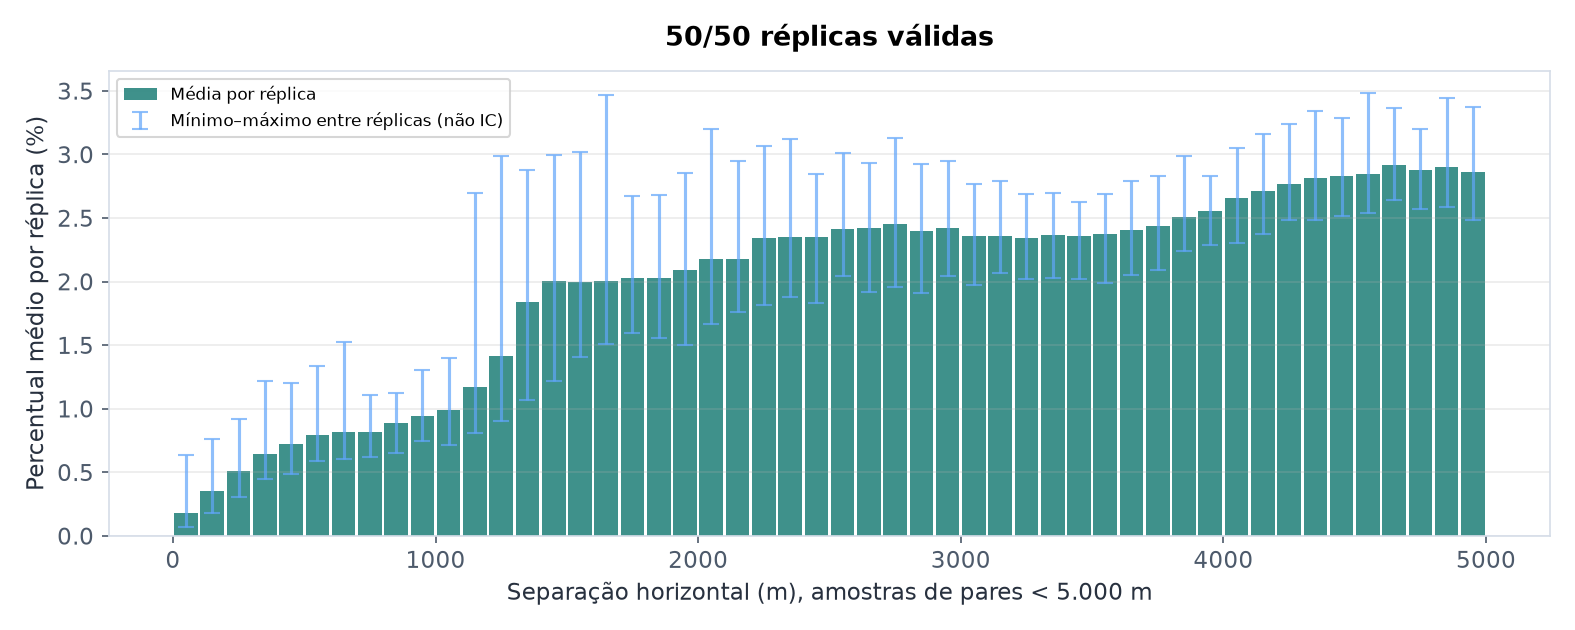 50/50 réplicas válidas
Média por réplica
Mínimo–máximo entre réplicas (não IC)
Percentual médio por réplica (%)
3.5
3.0
2.5
2.0
1.5
1.0
0.5
0.0
0 1000 2000 3000 4000 5000
Separação horizontal (m), amostras de pares < 5.000 m